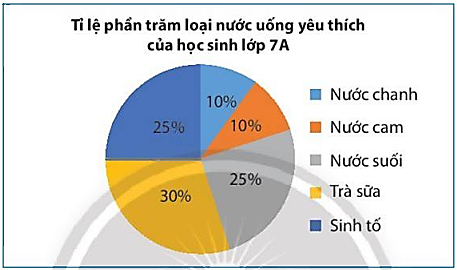 Tỉ lệ phần trăm loại nước uống yêu thích
của học sinh lớp 7A
10%
10%
25%
30%
25%
Nước chanh
Nước cam
Nước suối
Trà sữa
Sinh tố